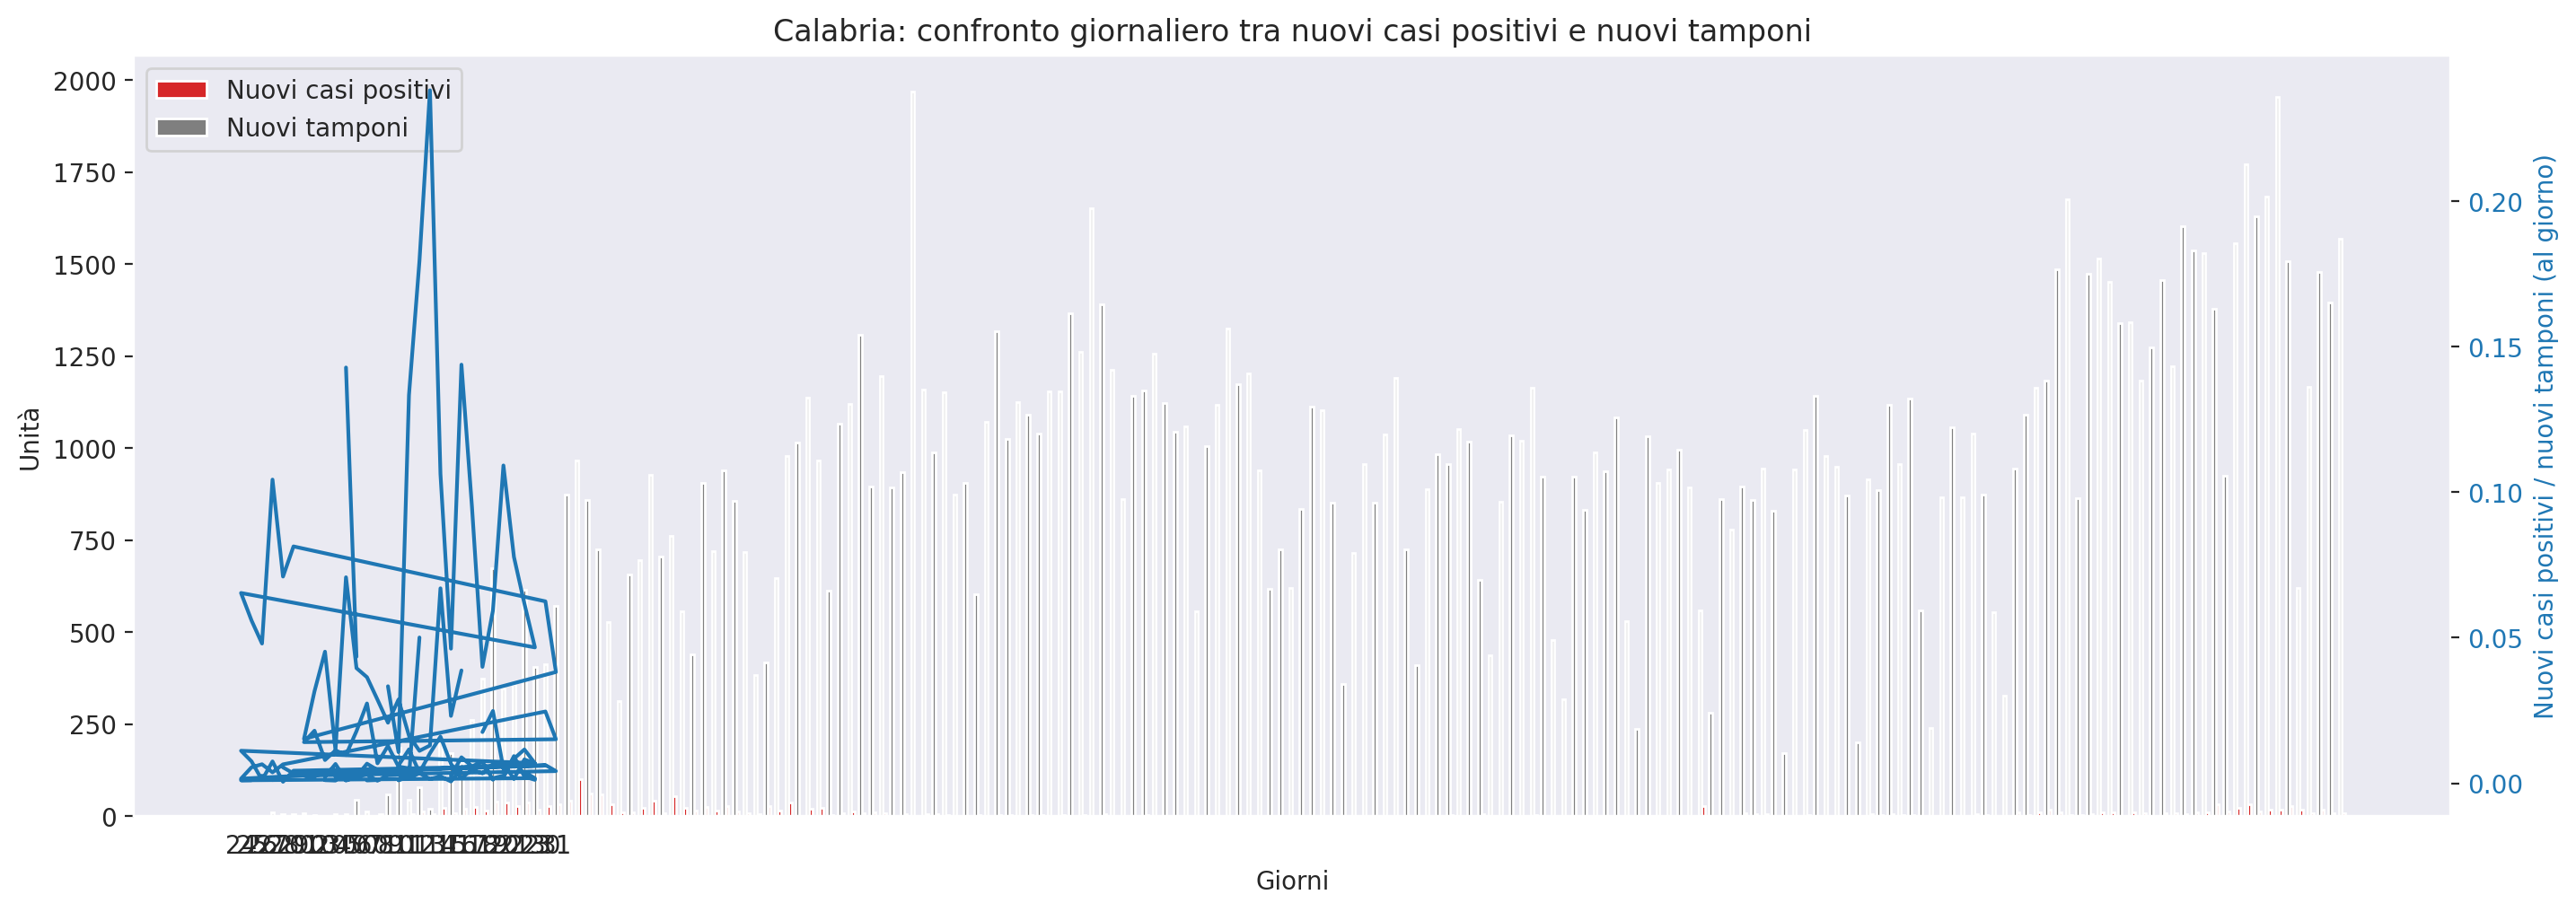 Calabria: confronto giornaliero tra nuovi casi positivi e nuovi tamponi
Nuovi casi positivi
Nuovi tamponi
2000
1750
1500
1250
1000
750
500
250
0
Unità
0.20
0.15
0.10
0.05
0.00
Nuovi casi positivi / nuovi tamponi (al giorno)
Giorni